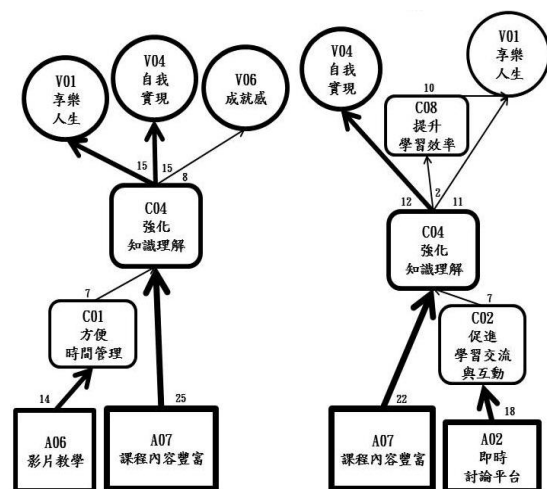 V01
享樂
人生
V04
自我
實現
V06
成就感
15
15
8
C04
強化
知識理解
7
C01
方便
時間管理
14
25
A06
影片教學
A07
課程內容豐富
V04
自我
實現
V01
享樂
人生
10
C08
提升
學習效率
12
2
11
C04
強化
知識理解
7
C02
促進
學習交流
與互動
22
18
A07
課程內容豐富
A02
即時
討論平台